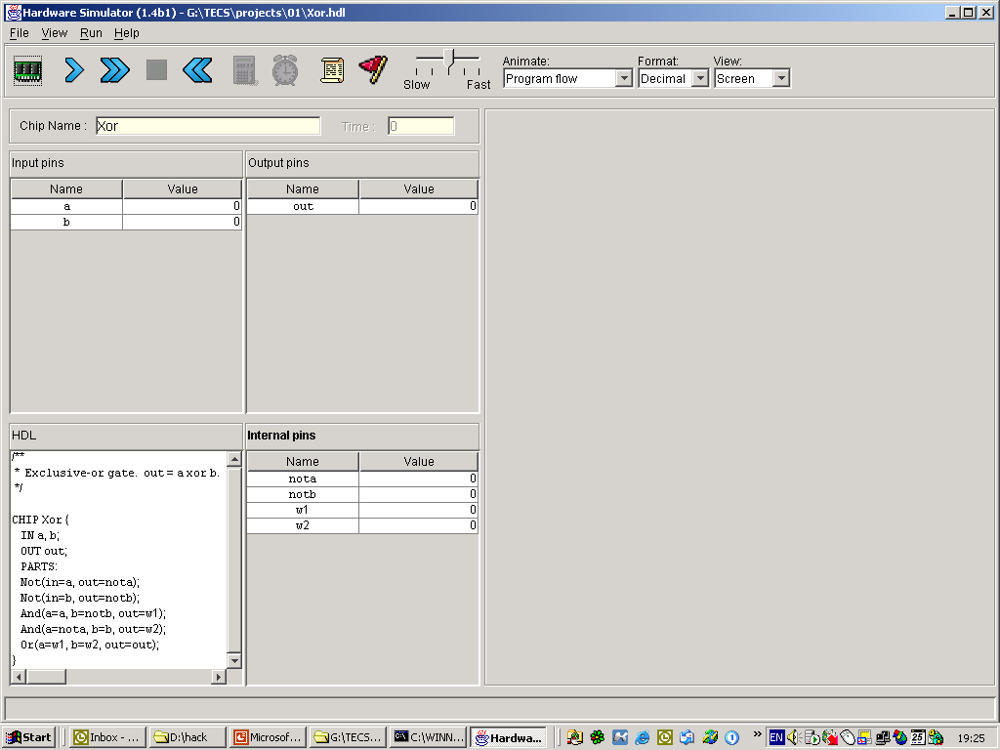 Hardware Simulator (1.4b1) - G:\TECS\projects\01\Xor.hdl
File View Run Help
Slow Fast
Animate: Format: View:
Program flow Decimal Screen
Chip Name : Xor Time : 0
Input pins
Name Value
a 0
b 0
Output pins
Name Value
out 0
HDL
/**
* Exclusive-or gate. out = a xor b.
*/
CHIP Xor {
IN a, b;
OUT out;
PARTS:
Not(in=a, out=nota);
Not(in=b, out=notb);
And(a=a, b=notb, out=w1);
And(a=nota, b=b, out=w2);
Or(a=w1, b=w2, out=out);
}
Internal pins
Name Value
nota 0
notb 0
w1 0
w2 0
Start Inbox - ... D:\hack Microsof... G:\TECS... C:\WINN... Hardwa... » EN 25 19:25